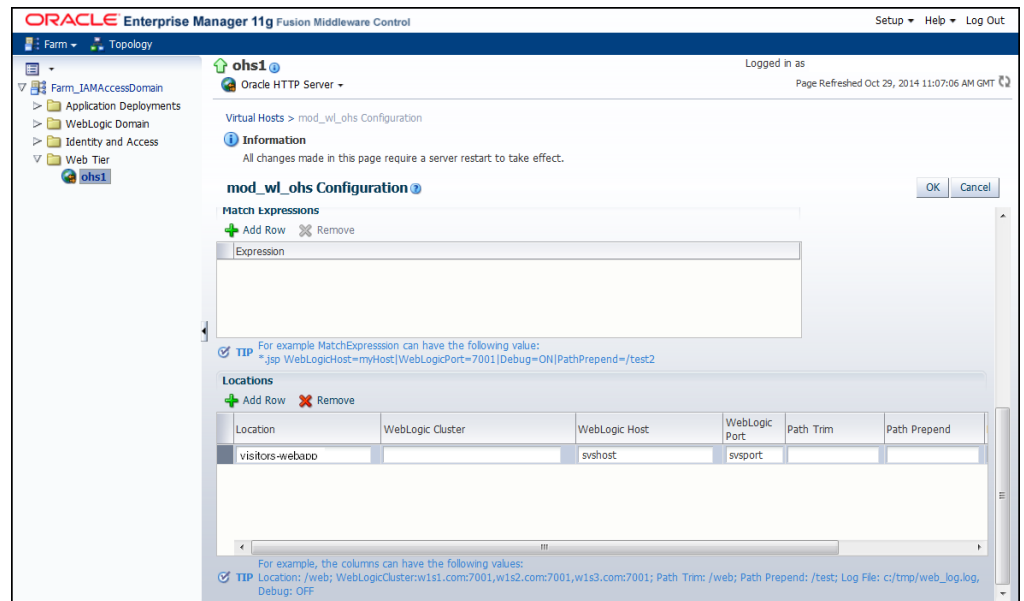 ORACLE Enterprise Manager 11g Fusion Middleware Control
Setup Help Log Out
Farm Topology
Farm_IAMAccessDomain
Application Deployments
WebLogic Domain
Identity and Access
Web Tier
ohs1
ohs1
Logged in as
Oracle HTTP Server
Page Refreshed Oct 29, 2014 11:07:06 AM GMT
Virtual Hosts > mod_wl_ohs Configuration
Information
All changes made in this page require a server restart to take effect.
mod_wl_ohs Configuration
OK Cancel
Match Expressions
Add Row Remove
Expression
TIP For example MatchExpresssion can have the following value:
*.jsp WebLogicHost=myHost|WebLogicPort=7001|Debug=ON|PathPrepend=/test2
Locations
Add Row Remove
Location WebLogic Cluster WebLogic Host WebLogic Port Path Trim Path Prepend
visitors-webapp svshost svsport
For example, the columns can have the following values:
TIP Location: /web; WebLogicCluster:w1s1.com:7001,w1s2.com:7001,w1s3.com:7001; Path Trim: /web; Path Prepend: /test; Log File: c:/tmp/web_log.log,
Debug: OFF